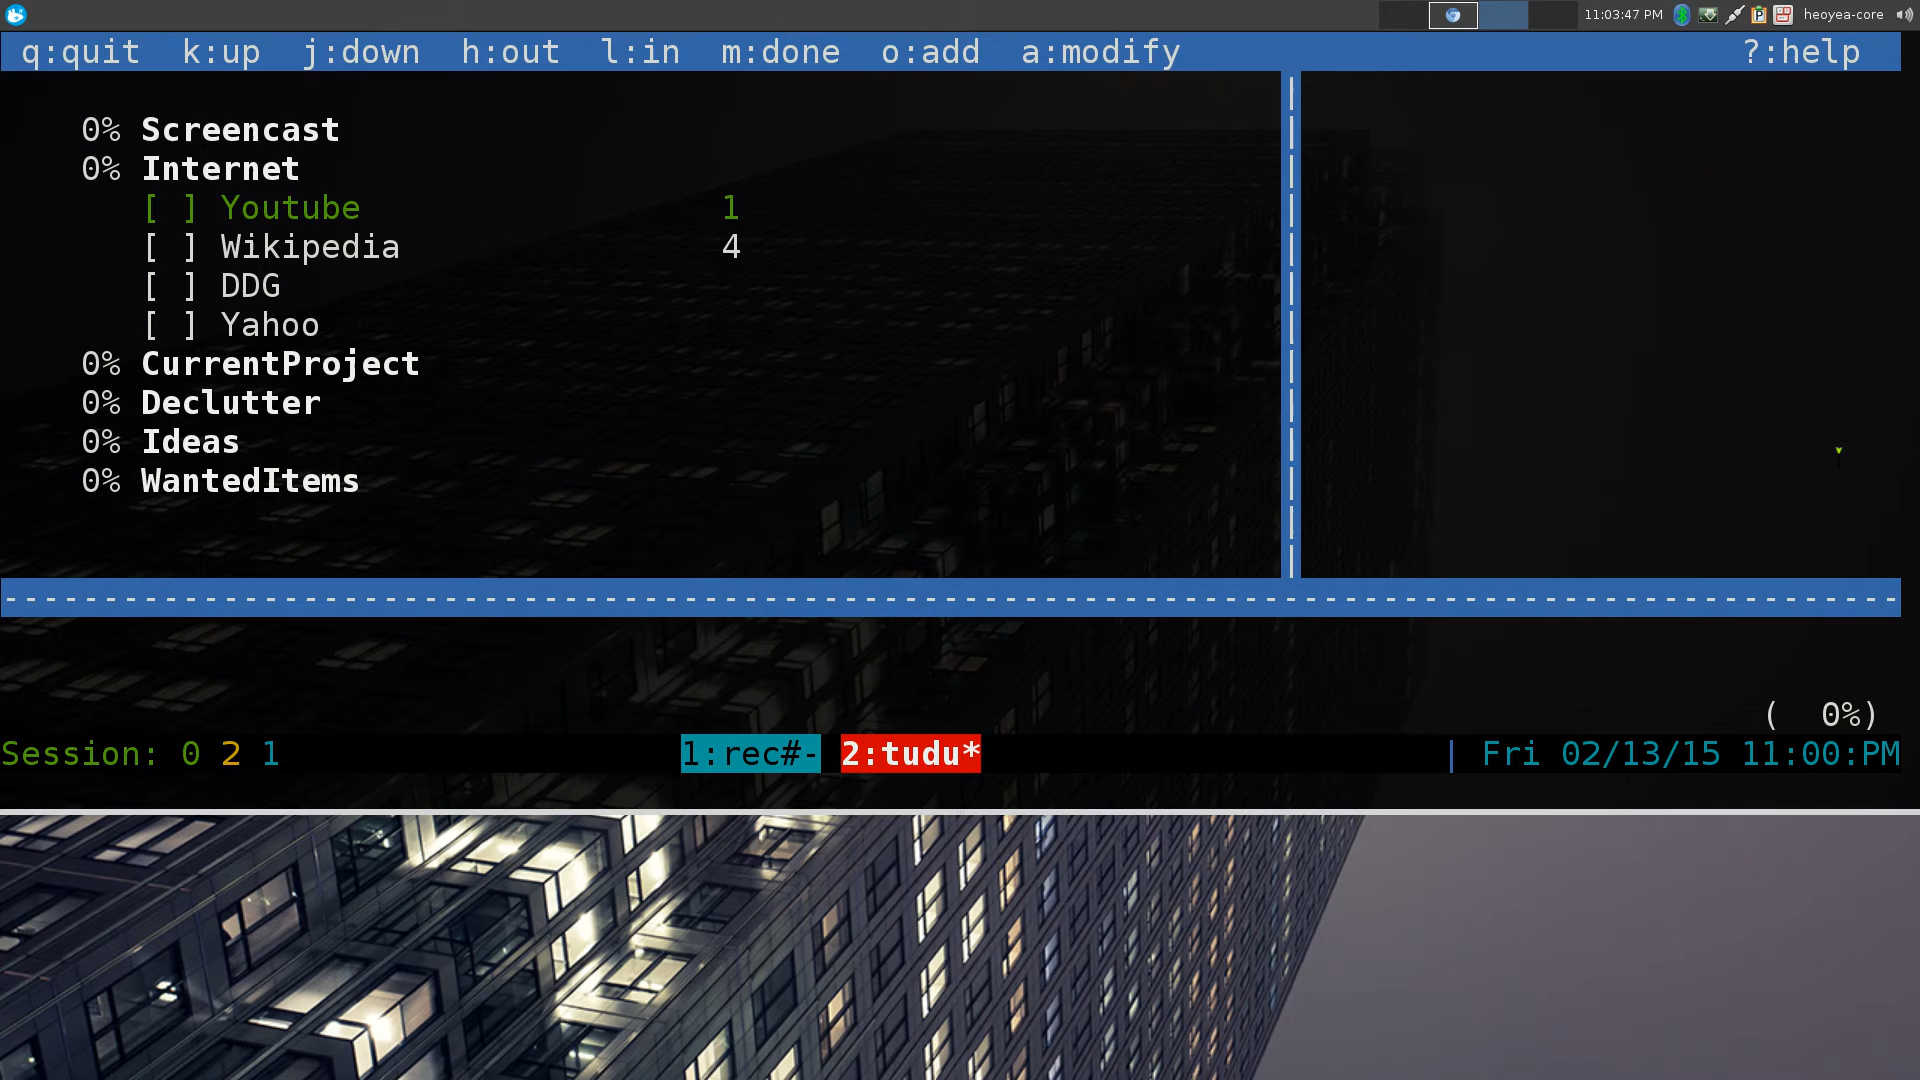 11:03:47 PM heoyea-core
q:quit k:up j:down h:out l:in m:done o:add a:modify ?:help
0% Screencast
0% Internet
[ ] Youtube 1
[ ] Wikipedia 4
[ ] DDG
[ ] Yahoo
0% CurrentProject
0% Declutter
0% Ideas
0% WantedItems
( 0%)
Session: 0 2 1 1:rec#- 2:tudu* | Fri 02/13/15 11:00:PM